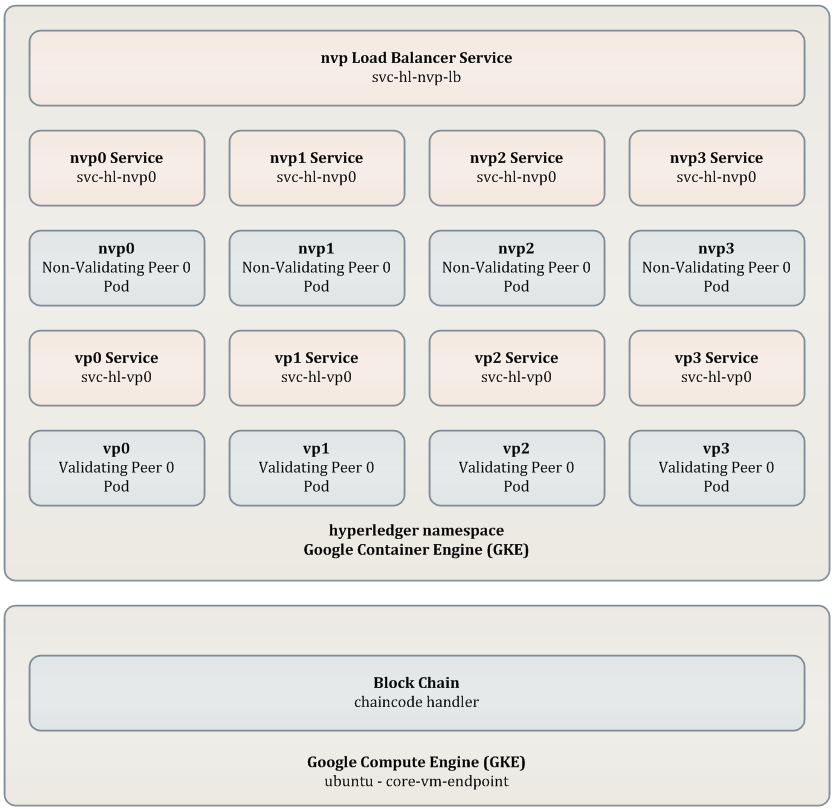 nvp Load Balancer Service
svc-hl-nvp-lb
nvp0 Service
svc-hl-nvp0
nvp1 Service
svc-hl-nvp0
nvp2 Service
svc-hl-nvp0
nvp3 Service
svc-hl-nvp0
nvp0
Non-Validating Peer 0
Pod
nvp1
Non-Validating Peer 0
Pod
nvp2
Non-Validating Peer 0
Pod
nvp3
Non-Validating Peer 0
Pod
vp0 Service
svc-hl-vp0
vp1 Service
svc-hl-vp0
vp2 Service
svc-hl-vp0
vp3 Service
svc-hl-vp0
vp0
Validating Peer 0
Pod
vp1
Validating Peer 0
Pod
vp2
Validating Peer 0
Pod
vp3
Validating Peer 0
Pod
hyperledger namespace
Google Container Engine (GKE)
Block Chain
chaincode handler
Google Compute Engine (GKE)
ubuntu - core-vm-endpoint